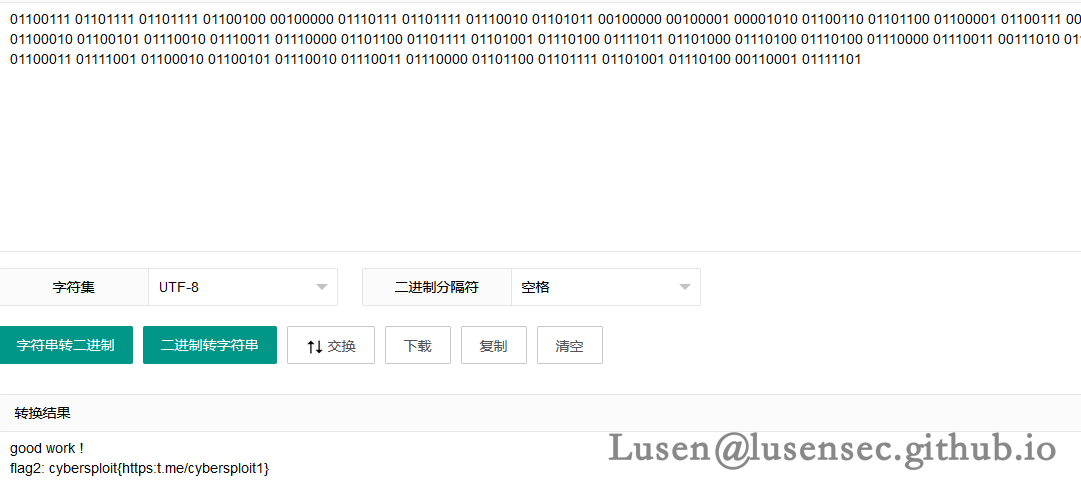 01100111 01101111 01101111 01100100 00100000 01110111 01101111 01110010 01101011 00100000 00100001 00001010 01100110 01101100 01100001 01100111 00
01100010 01100101 01110010 01110011 01110000 01101100 01101111 01101001 01110100 01111011 01101000 01110100 01110100 01110000 01110011 00111010 01
01100011 01111001 01100010 01100101 01110010 01110011 01110000 01101100 01101111 01101001 01110100 00110001 01111101
字符集 UTF-8 二进制分隔符 空格
字符串转二进制 二进制转字符串 交换 下载 复制 清空
转换结果
good work !
flag2: cybersploit{https:t.me/cybersploit1}
Lusen@lusensec.github.io